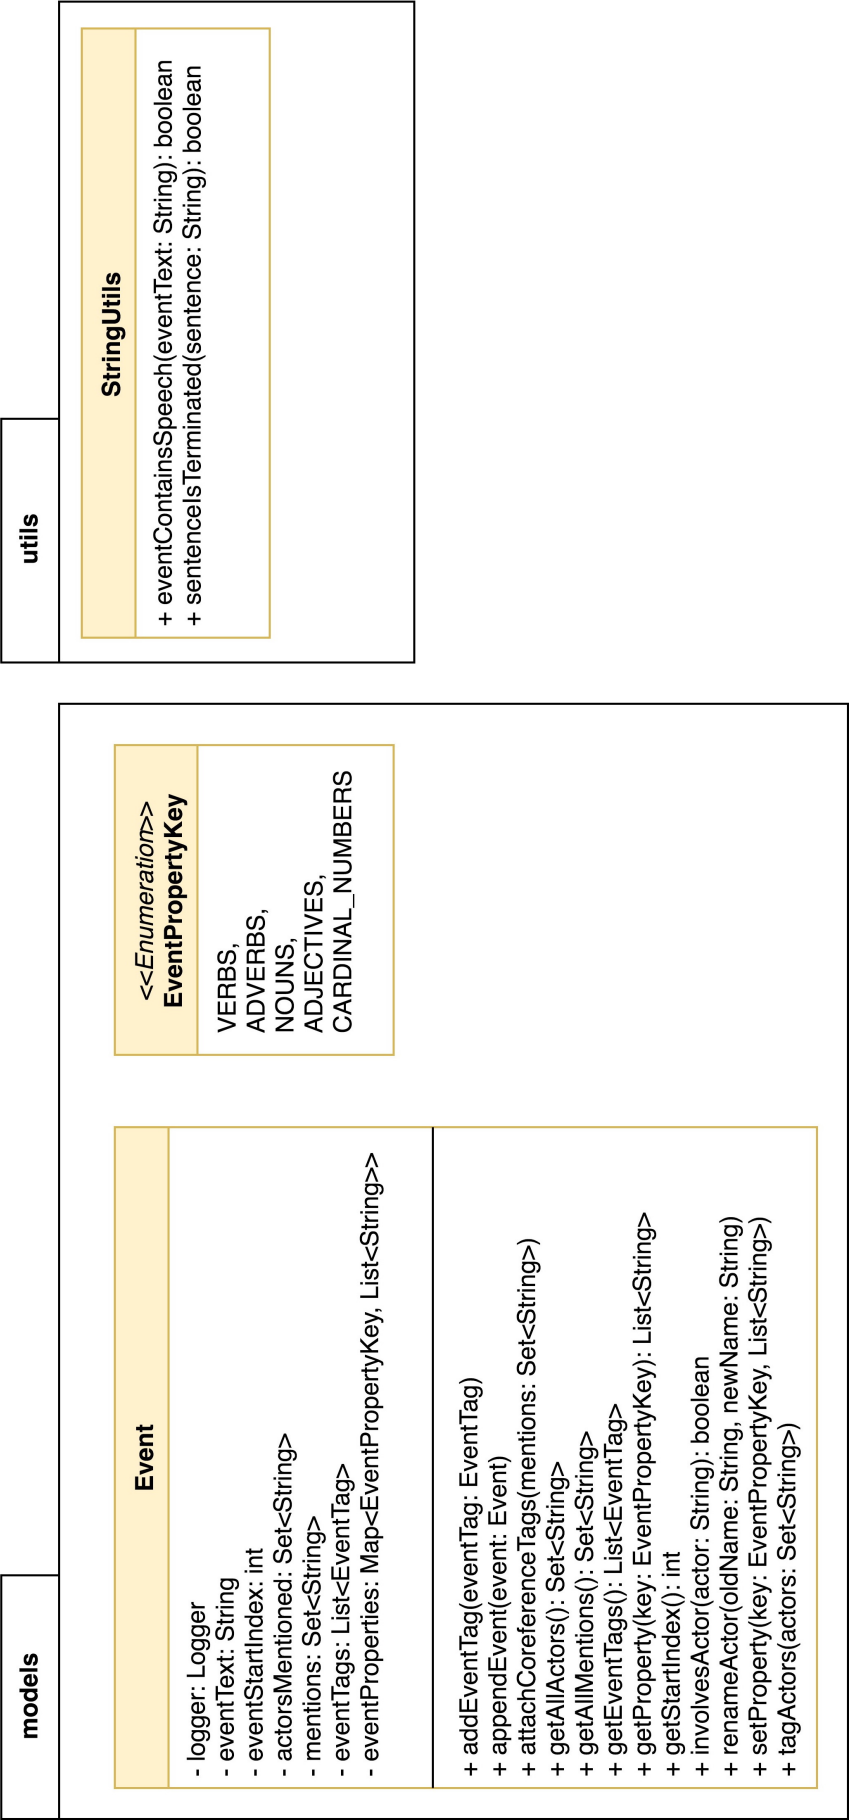 models
Event
- logger: Logger
- eventText: String
- eventStartIndex: int
- actorsMentioned: Set<String>
- mentions: Set<String>
- eventTags: List<EventTag>
- eventProperties: Map<EventPropertyKey, List<String>>
+ addEventTag(eventTag: EventTag)
+ appendEvent(event: Event)
+ attachCoreferenceTags(mentions: Set<String>)
+ getAllActors(): Set<String>
+ getAllMentions(): Set<String>
+ getEventTags(): List<EventTag>
+ getProperty(key: EventPropertyKey): List<String>
+ getStartIndex(): int
+ involvesActor(actor: String): boolean
+ renameActor(oldName: String, newName: String)
+ setProperty(key: EventPropertyKey, List<String>)
+ tagActors(actors: Set<String>)
<<Enumeration>>
EventPropertyKey
VERBS,
ADVERBS,
NOUNS,
ADJECTIVES,
CARDINAL_NUMBERS
utils
StringUtils
+ eventContainsSpeech(eventText: String): boolean
+ sentenceIsTerminated(sentence: String): boolean